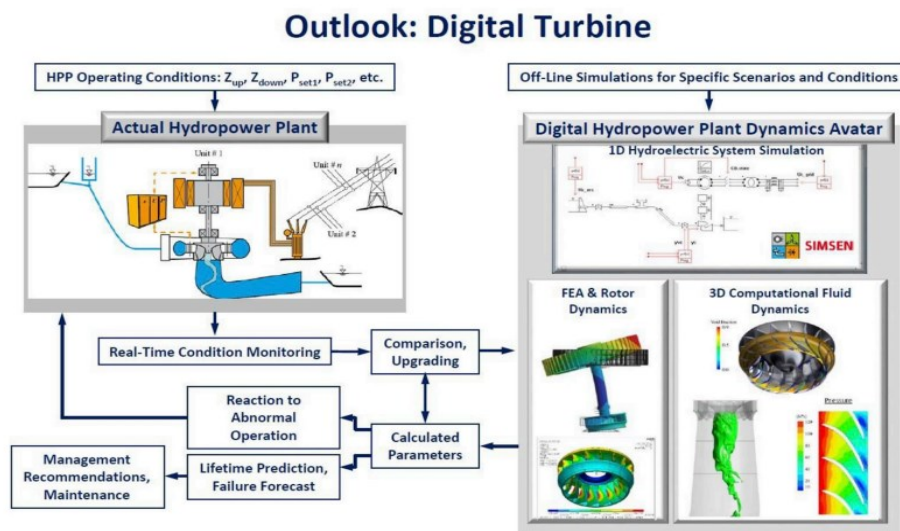 Outlook: Digital Turbine
HPP Operating Conditions: Zup, Zdown, Pset1, Pset2, etc.
Off-Line Simulations for Specific Scenarios and Conditions
Actual Hydropower Plant
Unit # 1
Unit # n
Unit # 2
Digital Hydropower Plant Dynamics Avatar
1D Hydroelectric System Simulation
SIMSEN
FEA & Rotor
Dynamics
3D Computational Fluid
Dynamics
Pressure
Real-Time Condition Monitoring
Comparison,
Upgrading
Reaction to
Abnormal
Operation
Calculated
Parameters
Management
Recommendations,
Maintenance
Lifetime Prediction,
Failure Forecast